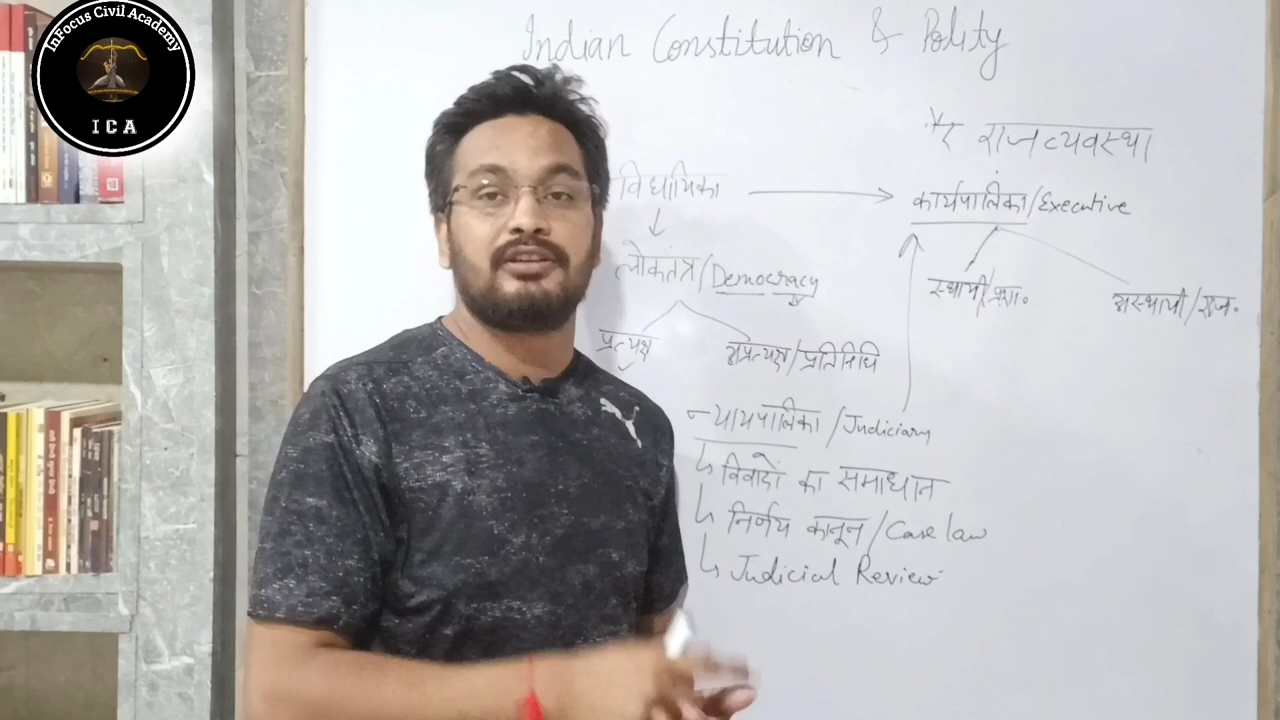 InFocus Civil Academy
ICA
Indian Constitution & Polity
* राजव्यवस्था
विधायिका
कार्यपालिका/Executive
लोकतंत्र/Democracy
स्थायी/प्रशा॰
अस्थायी/राज॰
प्रत्यक्ष
अप्रत्यक्ष/प्रतिनिधि
न्यायपालिका/Judiciary
विवादों का समाधान
निर्णय कानून/Case law
Judicial Review